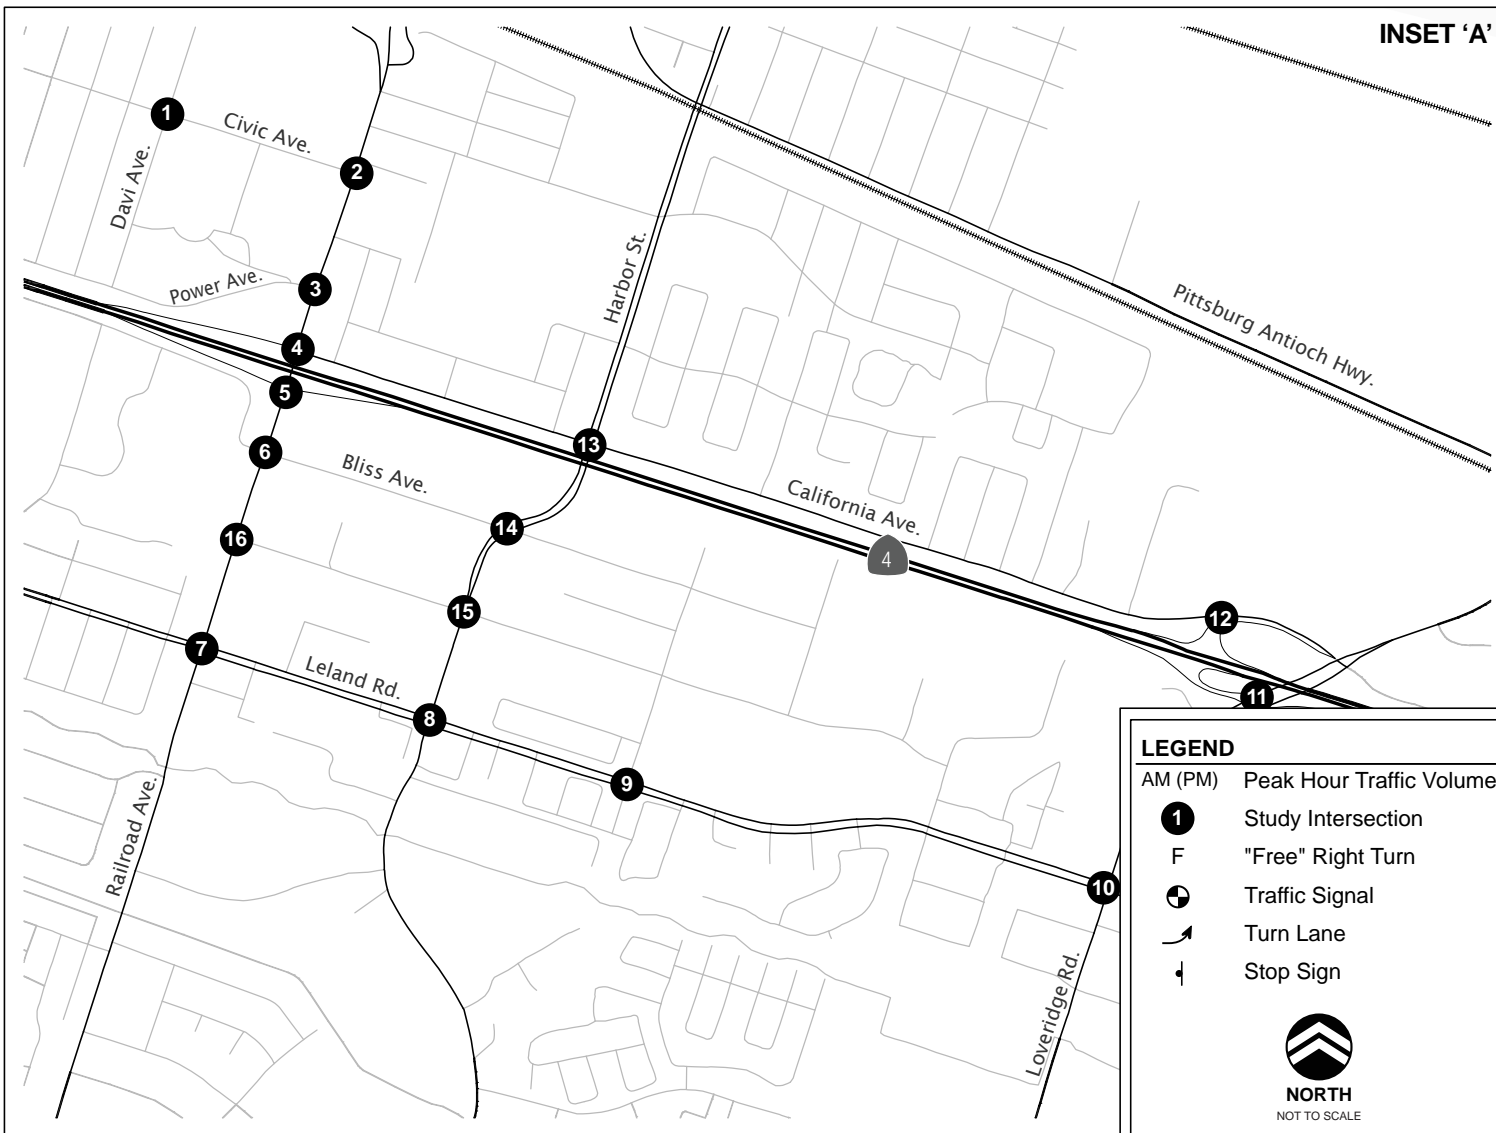 INSET ‘A’
1
Civic Ave.
2
Davi Ave.
Harbor St.
Power Ave.
3
Pittsburg Antioch Hwy.
4
5
13
6
Bliss Ave.
California Ave.
14
16
4
15
12
7
Leland Rd.
11
8
9
Railroad Ave.
10
Loveridge Rd.
LEGEND
AM (PM) Peak Hour Traffic Volume
1 Study Intersection
F "Free" Right Turn
Traffic Signal
Turn Lane
Stop Sign
NORTH
NOT TO SCALE